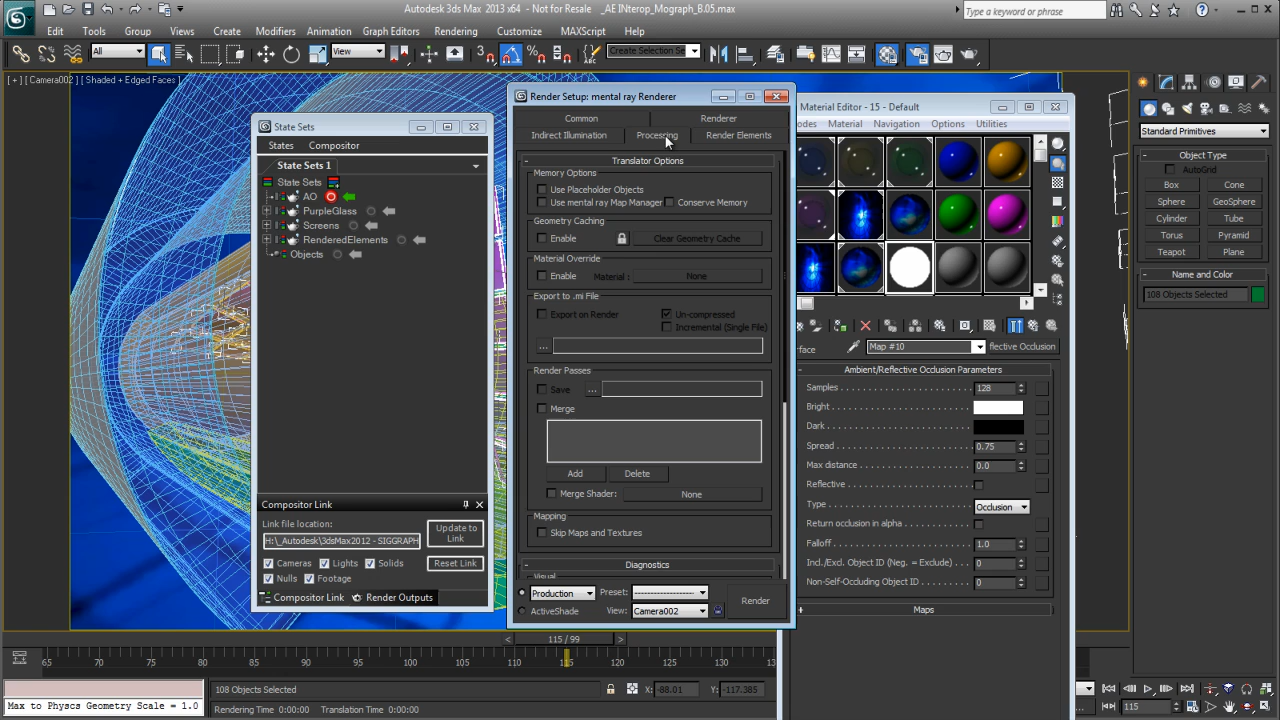 Autodesk 3ds Max 2013 x64 - Not for Resale _AE INterop_Mograph_B.05.max
Type a keyword or phrase
Edit Tools Group Views Create Modifiers Animation Graph Editors Rendering Customize MAXScript Help
All View Create Selection Se
[ + ] [ Camera002 ] [ Shaded + Edged Faces ]
State Sets
States Compositor
State Sets 1
State Sets
AO
PurpleGlass
Screens
RenderedElements
Objects
Compositor Link
Link file location:
H:\_Autodesk\3dsMax2012 - SIGGRAPH
Update to Link
Cameras Lights Solids
Reset Link
Nulls Footage
Compositor Link Render Outputs
Render Setup: mental ray Renderer
Common Renderer
Indirect Illumination Processing Render Elements
Translator Options
Memory Options
Use Placeholder Objects
Use mental ray Map Manager Conserve Memory
Geometry Caching
Enable Clear Geometry Cache
Material Override
Enable Material : None
Export to .mi File
Export on Render Un-compressed
Incremental (Single File)
...
Render Passes
Save ...
Merge
Add Delete
Merge Shader: None
Mapping
Skip Maps and Textures
Diagnostics
Visual
Production Preset: --------------------
ActiveShade View: Camera002
Render
Material Editor - 15 - Default
odes Material Navigation Options Utilities
rface Map #10 flective Occlusion
Ambient/Reflective Occlusion Parameters
Samples 128
Bright
Dark
Spread 0.75
Max distance 0.0
Reflective
Type Occlusion
Return occlusion in alpha
Falloff 1.0
Incl./Excl. Object ID (Neg. = Exclude) 0
Non-Self-Occluding Object ID 0
Maps
Standard Primitives
Object Type
AutoGrid
Box Cone
Sphere GeoSphere
Cylinder Tube
Torus Pyramid
Teapot Plane
Name and Color
108 Objects Selected
< 115 / 99 >
65 70 75 80 85 90 95 100 105 110 115 120 125 13
Max to Physcs Geometry Scale = 1.0
108 Objects Selected X: -88.01 Y: -117.385
Rendering Time 0:00:00 Translation Time 0:00:00
115